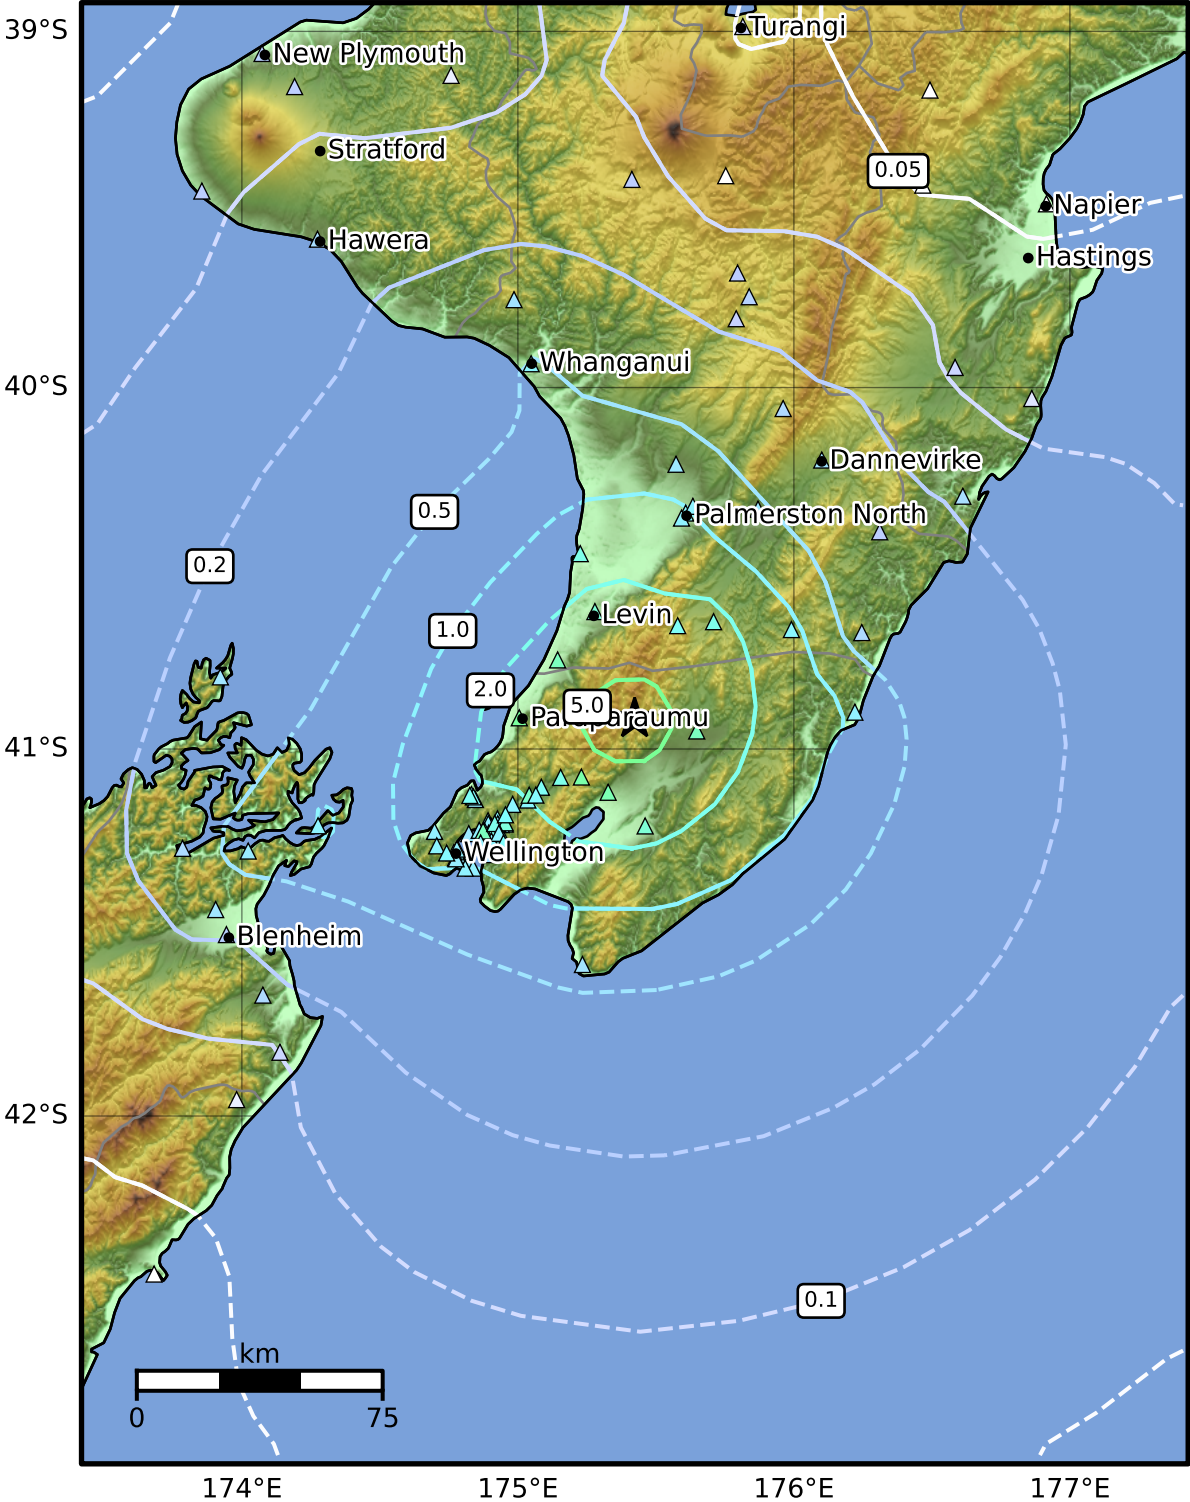 39°S
Turangi
New Plymouth
Stratford
0.05
Napier
Hawera
Hastings
Whanganui
40°S
Dannevirke
0.5
Palmerston North
0.2
Levin
1.0
2.0
5.0
Paraparaumu
41°S
Wellington
Blenheim
42°S
0.1
km
0
75
174°E
175°E
176°E
177°E